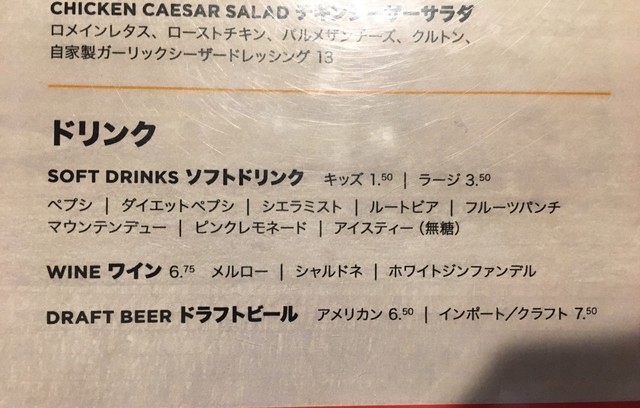 CHICKEN CAESAR SALAD チキンシーザーサラダ
ロメインレタス、ローストチキン、パルメザンチーズ、クルトン、
自家製ガーリックシーザードレッシング 13
ドリンク
SOFT DRINKS ソフトドリンク キッズ 1.50 | ラージ 3.50
ペプシ | ダイエットペプシ | シエラミスト | ルートビア | フルーツパンチ
マウンテンデュー | ピンクレモネード | アイスティー（無糖）
WINE ワイン 6.75 メルロー | シャルドネ | ホワイトジンファンデル
DRAFT BEER ドラフトビール アメリカン 6.50 | インポート／クラフト 7.50